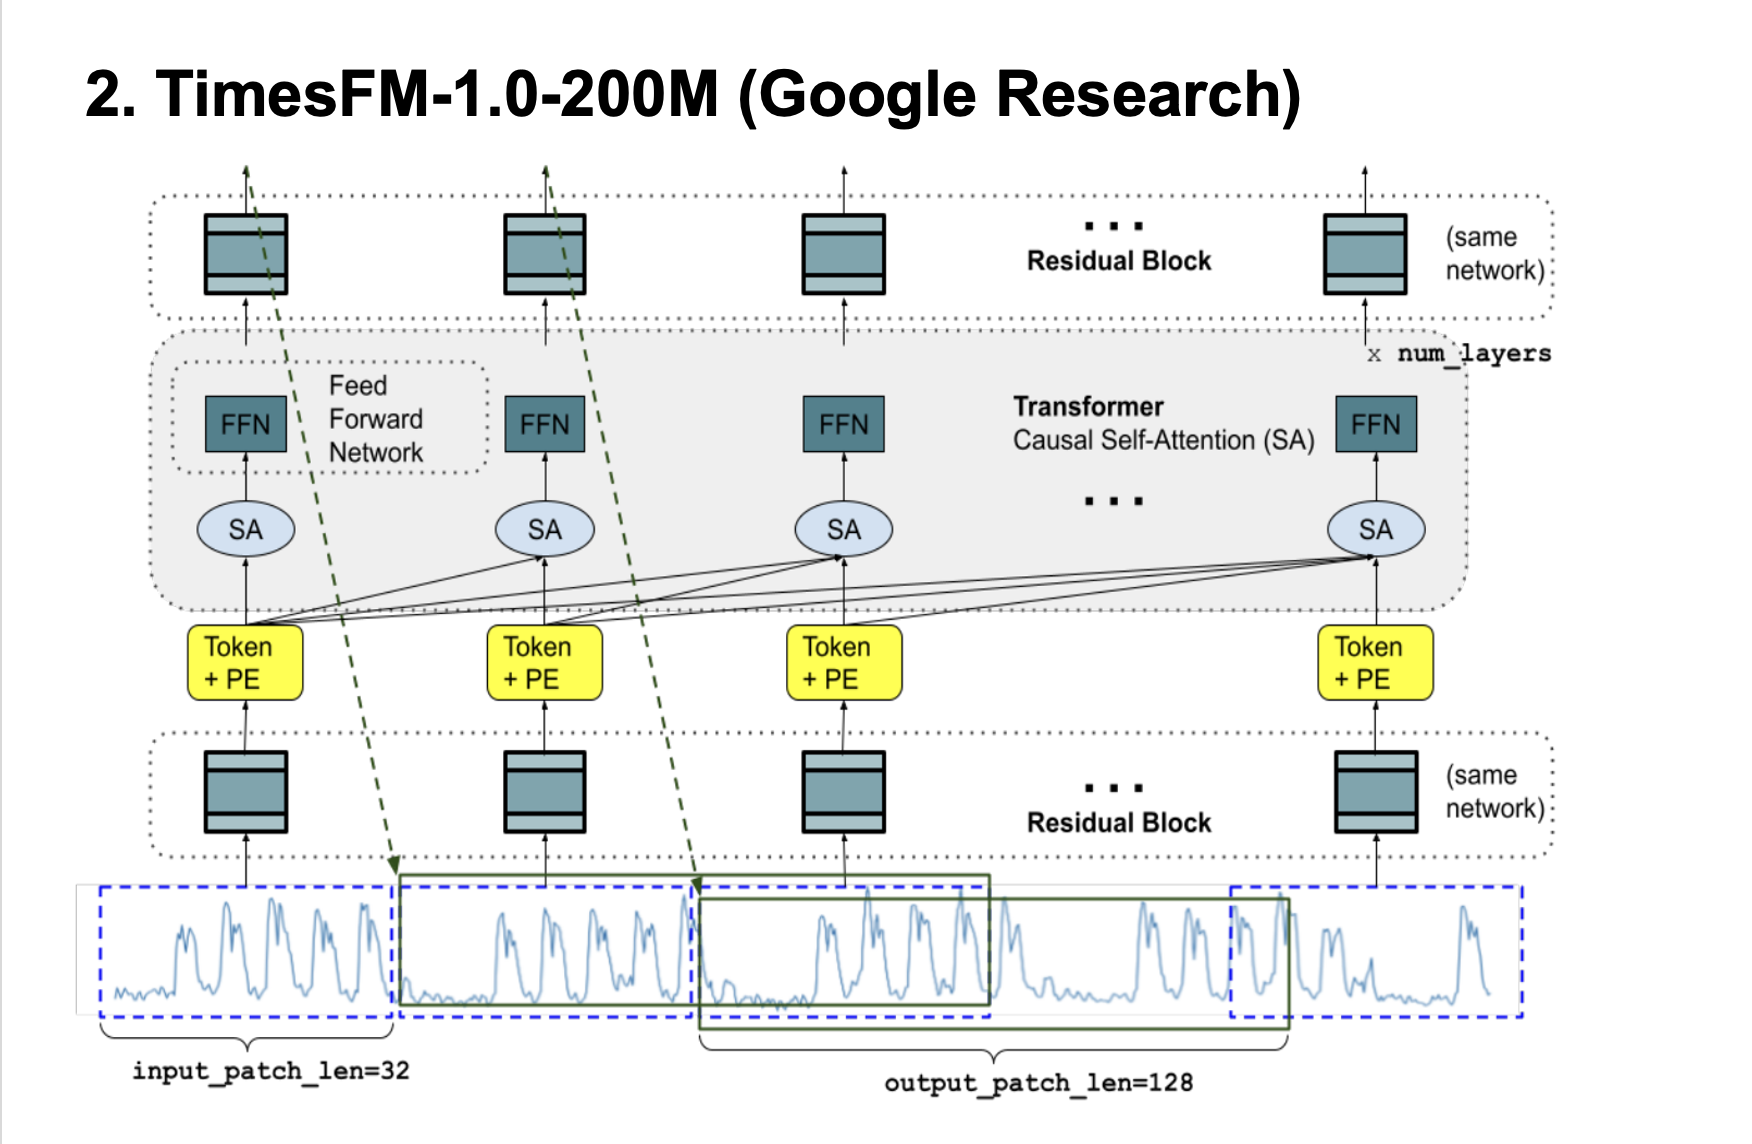 2. TimesFM-1.0-200M (Google Research)
...
Residual Block
(same
network)
x num_layers
Feed
Forward
Network
FFN
FFN
FFN
FFN
Transformer
Causal Self-Attention (SA)
...
SA
SA
SA
SA
Token
+ PE
Token
+ PE
Token
+ PE
Token
+ PE
...
Residual Block
(same
network)
input_patch_len=32
output_patch_len=128